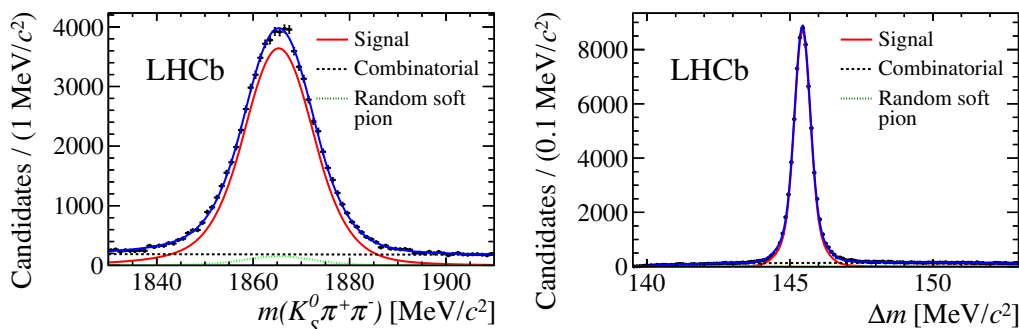 Candidates / (1 MeV/c²)
4000
3000
2000
1000
0
LHCb
Signal
Combinatorial
Random soft
pion
1840 1860 1880 1900
m(K⁰_S π⁺π⁻) [MeV/c²]
Candidates / (0.1 MeV/c²)
8000
6000
4000
2000
0
LHCb
Signal
Combinatorial
Random soft
pion
140 145 150
Δm [MeV/c²]